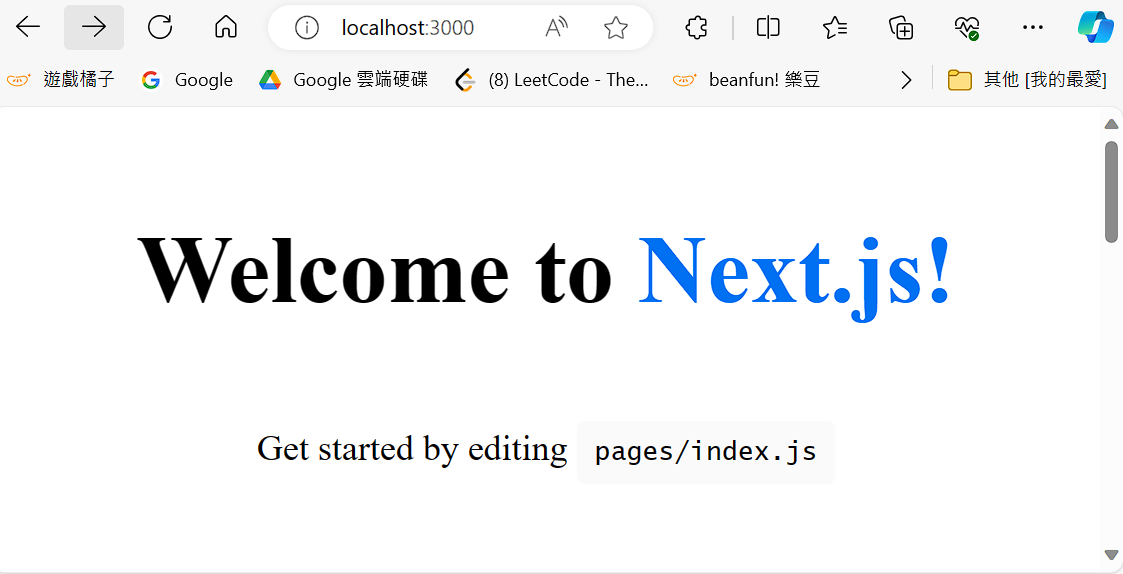 localhost:3000
遊戲橘子 Google Google 雲端硬碟 (8) LeetCode - The... beanfun! 樂豆 其他 [我的最愛]
Welcome to Next.js!
Get started by editing pages/index.js